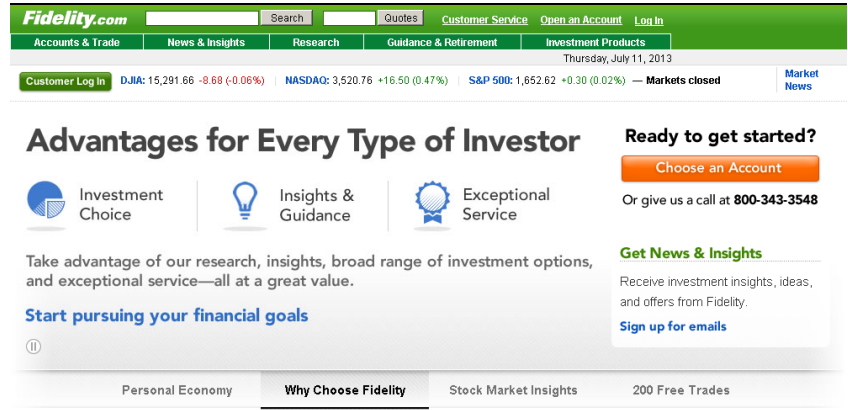 Fidelity.com Search Quotes Customer Service Open an Account Log In
Accounts & Trade News & Insights Research Guidance & Retirement Investment Products
Thursday, July 11, 2013
Customer Log In DJIA: 15,291.66 -8.68 (-0.06%) NASDAQ: 3,520.76 +16.50 (0.47%) S&P 500: 1,652.62 +0.30 (0.02%) — Markets closed
Market
News
Advantages for Every Type of Investor
Investment
Choice
Insights &
Guidance
Exceptional
Service
Take advantage of our research, insights, broad range of investment options,
and exceptional service—all at a great value.
Start pursuing your financial goals
Ready to get started?
Choose an Account
Or give us a call at 800-343-3548
Get News & Insights
Receive investment insights, ideas,
and offers from Fidelity.
Sign up for emails
Personal Economy Why Choose Fidelity Stock Market Insights 200 Free Trades